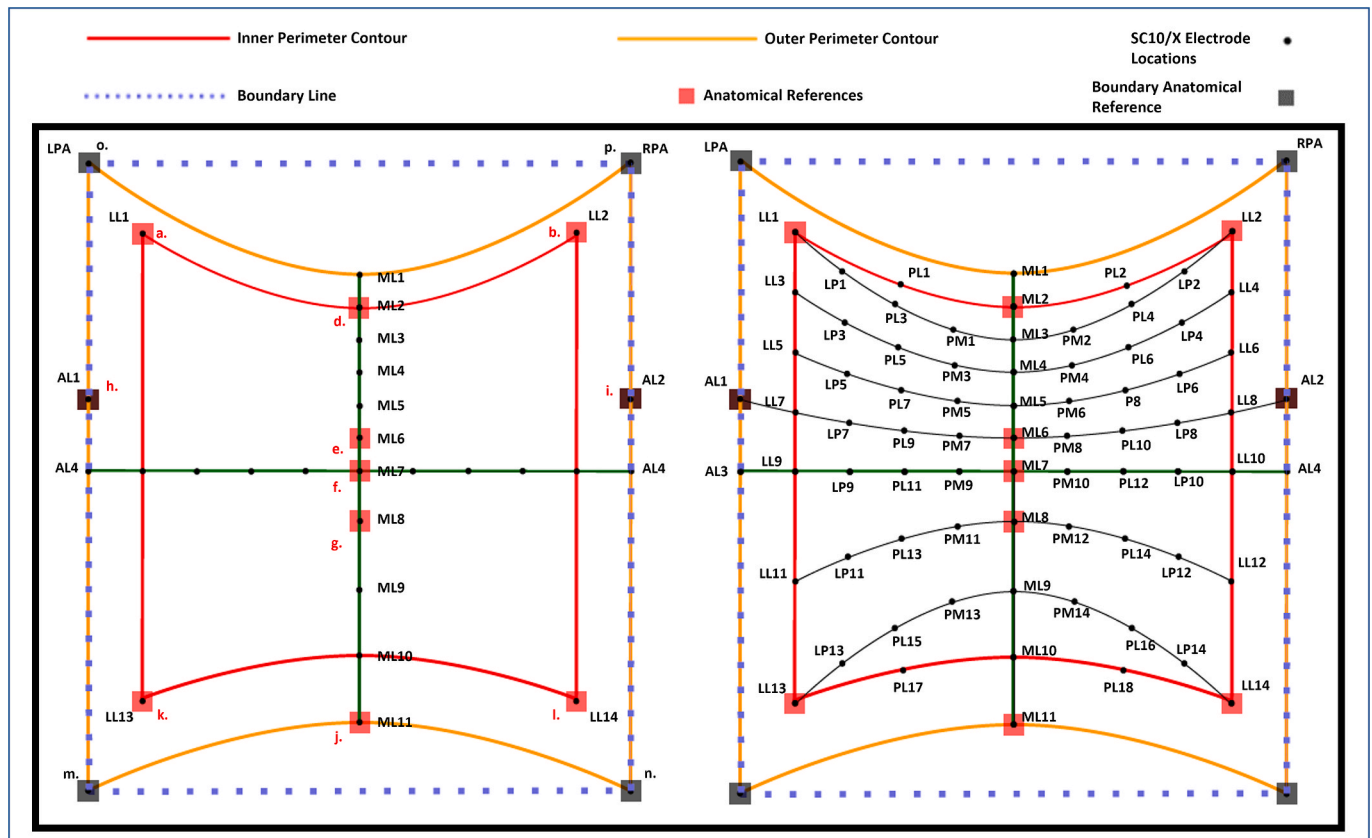 Inner Perimeter Contour
Outer Perimeter Contour
SC10/X Electrode
Locations
Boundary Line
Anatomical References
Boundary Anatomical
Reference
LPA
o.
p.
RPA
LL1
a.
b.
LL2
ML1
ML2
d.
ML3
ML4
AL1
h.
i.
AL2
ML5
e.
ML6
AL4
f.
ML7
AL4
ML8
g.
ML9
ML10
LL13
k.
l.
LL14
j.
ML11
m.
n.
LPA
RPA
LL1
LL2
ML1
LP1
PL1
PL2
LP2
ML2
LL3
LL4
PL3
PM1
ML3
PM2
PL4
LP3
PL5
PM3
ML4
PM4
PL6
LP4
LL5
LL6
LP5
PL7
PM5
ML5
PM6
P8
LP6
AL1
AL2
LL7
LL8
LP7
PL9
PM7
ML6
PM8
PL10
LP8
AL3
LL9
ML7
LL10
AL4
LP9
PL11
PM9
PM10
PL12
LP10
ML8
PM11
PM12
PL13
PL14
LL11
LP11
LP12
LL12
ML9
PM13
PM14
PL15
PL16
LP13
ML10
LP14
LL13
PL17
PL18
LL14
ML11